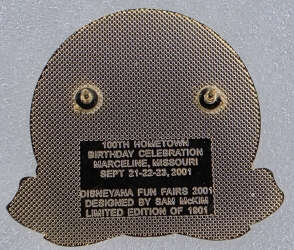 100TH HOMETOWN
BIRTHDAY CELEBRATION
MARCELINE, MISSOURI
SEPT 21-22-23, 2001
DISNEYANA FUN FAIRS 2001
DESIGNED BY SAM McKIM
LIMITED EDITION OF 1901